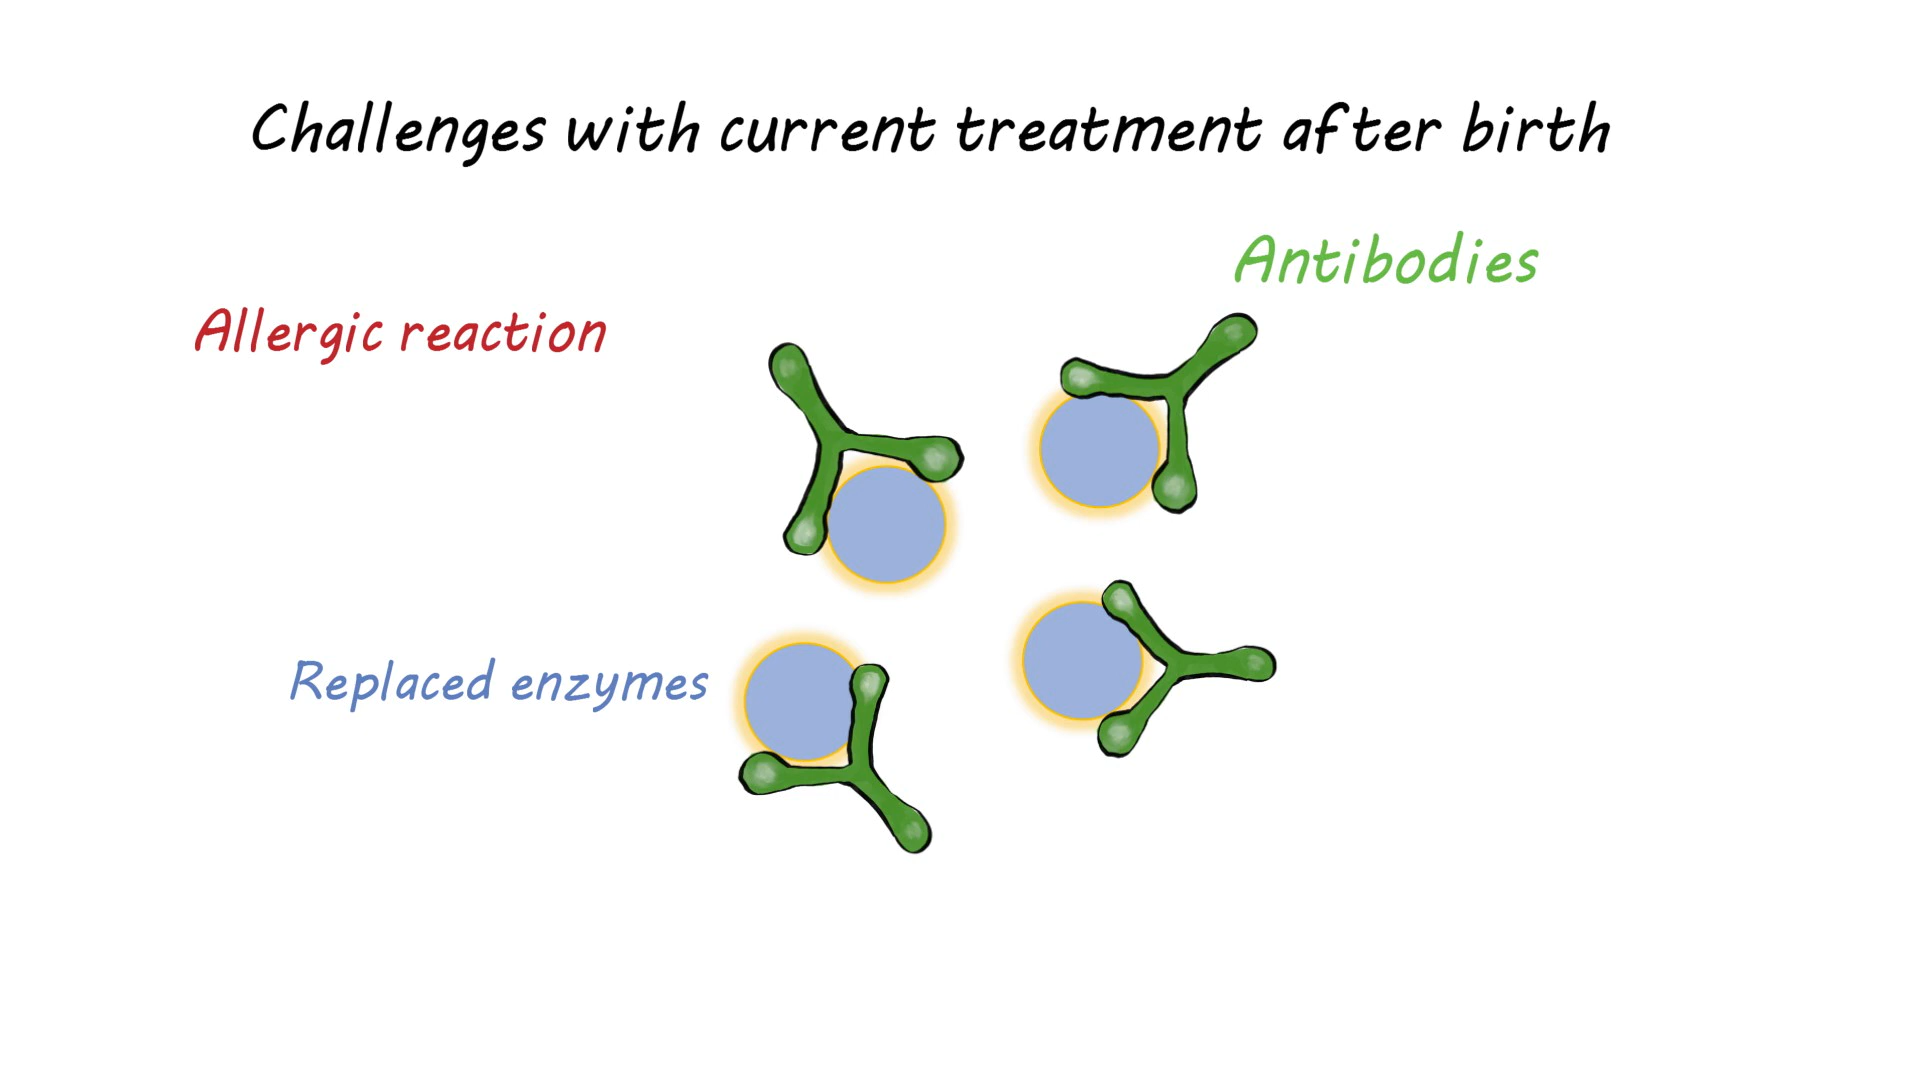 Challenges with current treatment after birth
Antibodies
Allergic reaction
Replaced enzymes